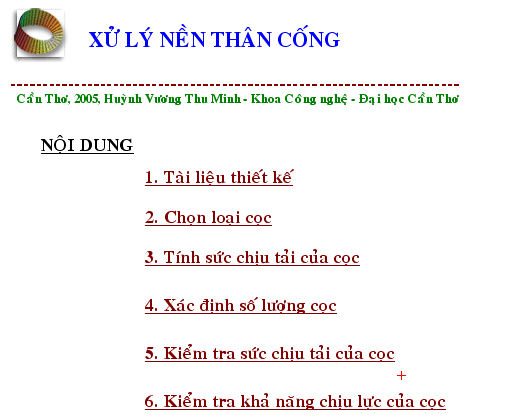 XỬ LÝ NỀN THÂN CỐNG
Cần Thơ, 2005, Huỳnh Vương Thu Minh - Khoa Công nghệ - Đại học Cần Thơ
NỘI DUNG
1. Tài liệu thiết kế
2. Chọn loại cọc
3. Tính sức chịu tải của cọc
4. Xác định số lượng cọc
5. Kiểm tra sức chịu tải của cọc
6. Kiểm tra khả năng chịu lực của cọc